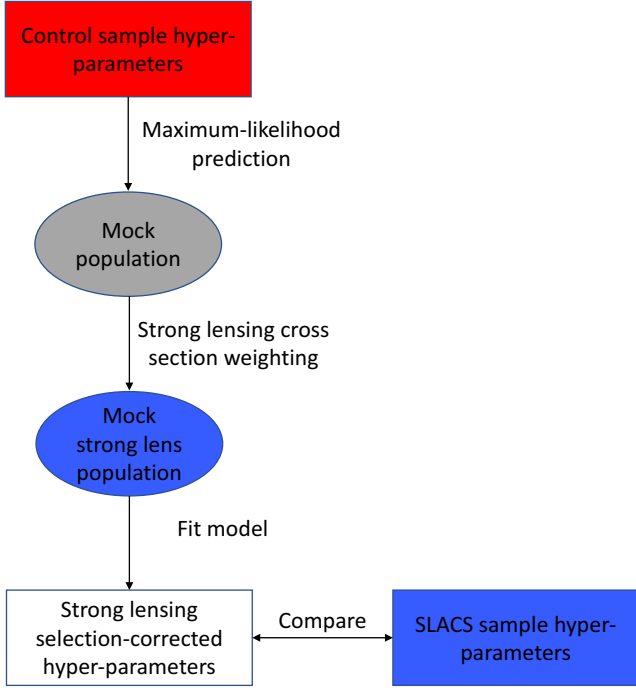 Control sample hyper-
parameters
Maximum-likelihood
prediction
Mock
population
Strong lensing cross
section weighting
Mock
strong lens
population
Fit model
Strong lensing
selection-corrected
hyper-parameters
Compare
SLACS sample hyper-
parameters